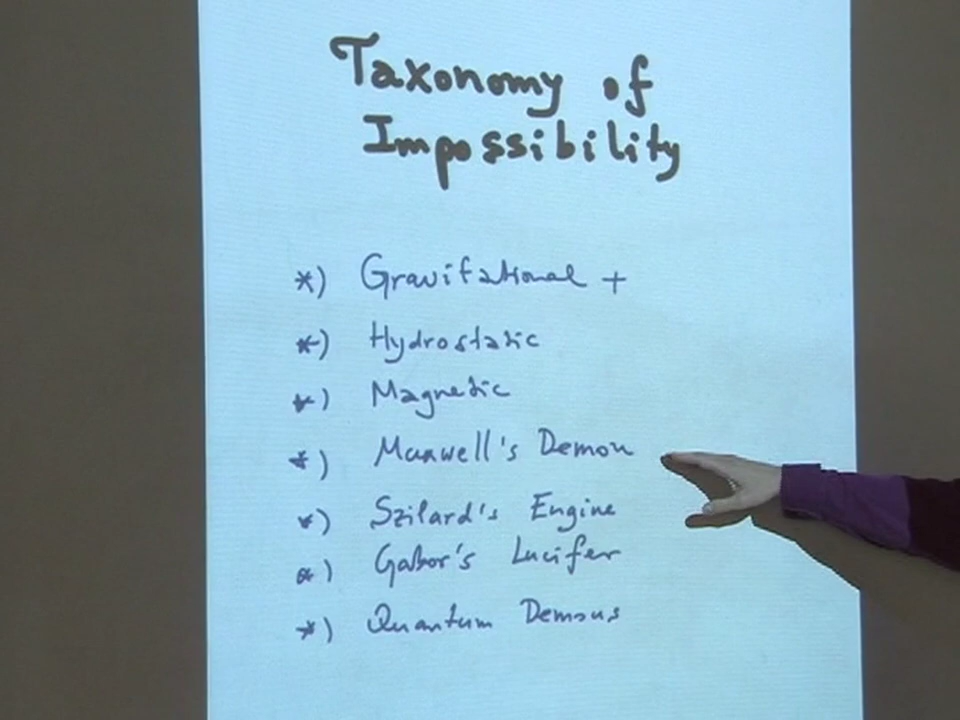 Taxonomy of
Impossibility
*) Gravitational +
*) Hydrostatic
*) Magnetic
*) Maxwell's Demon
*) Szilard's Engine
*) Gabor's Lucifer
*) Quantum Demons